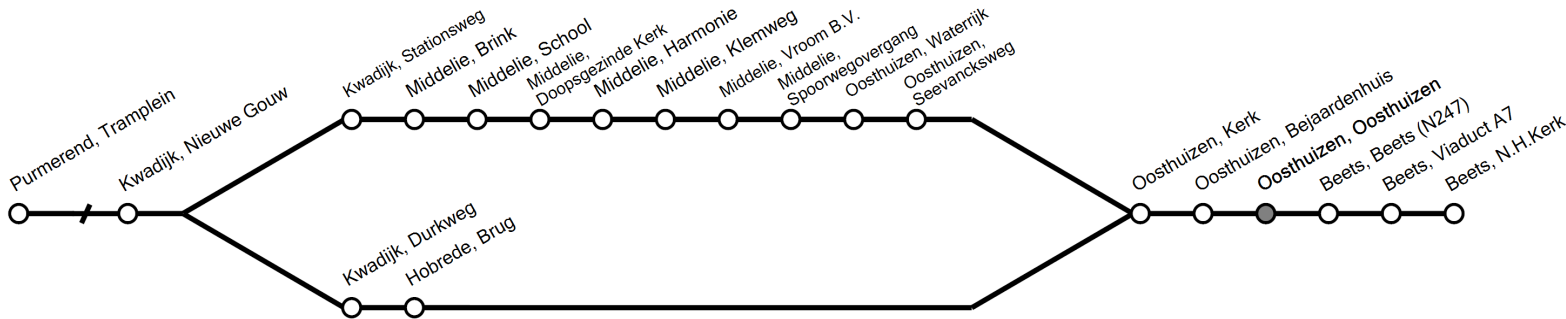 Purmerend, Tramplein
Kwadijk, Nieuwe Gouw
Kwadijk, Stationsweg
Middelie, Brink
Middelie, School
Middelie,
Doopsgezinde Kerk
Middelie, Harmonie
Middelie, Klemweg
Middelie, Vroom B.V.
Middelie,
Spoorwegovergang
Oosthuizen, Waterrijk
Oosthuizen,
Seevancksweg
Kwadijk, Durkweg
Hobrede, Brug
Oosthuizen, Kerk
Oosthuizen, Bejaardenhuis
Oosthuizen, Oosthuizen
Beets, Beets (N247)
Beets, Viaduct A7
Beets, N.H.Kerk